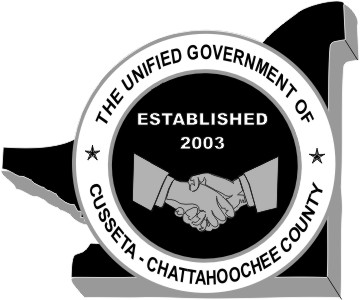 THE UNIFIED GOVERNMENT OF
ESTABLISHED
2003
CUSSETA - CHATTAHOOCHEE COUNTY